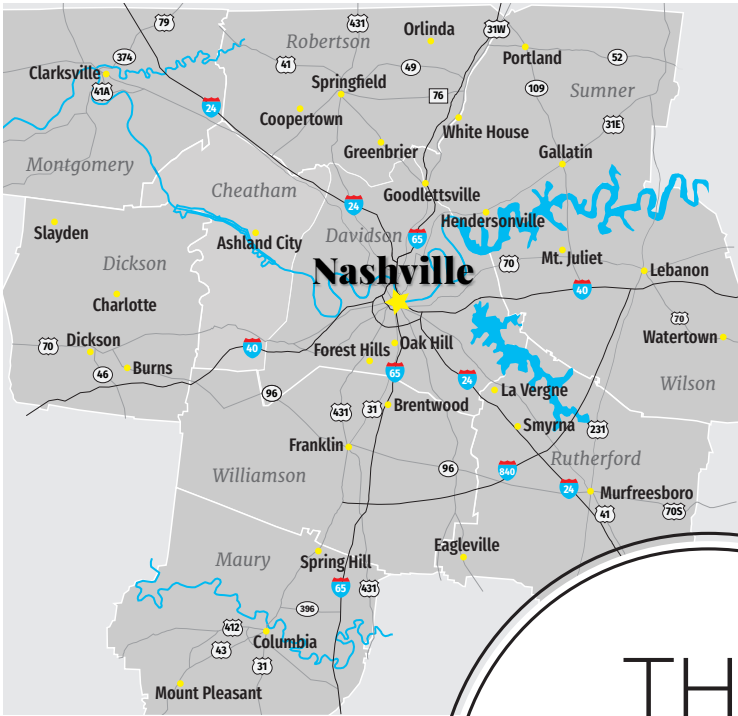 79
431
Orlinda
31W
Robertson
374
41
49
Portland
52
Clarksville
Springfield
41A
76
109
Sumner
24
Coopertown
White House
31E
Greenbrier
Gallatin
Montgomery
Cheatham
Goodlettsville
24
Hendersonville
Slayden
Ashland City
Davidson
65
Dickson
70
Mt. Juliet
Lebanon
Nashville
40
Charlotte
70
70
Dickson
40
Forest Hills
Oak Hill
Watertown
46
Burns
65
24
La Vergne
Wilson
96
431
31
Brentwood
Smyrna
231
Franklin
Rutherford
Williamson
96
840
24
Murfreesboro
41
70S
Maury
Spring Hill
Eagleville
65
431
396
412
Columbia
43
31
Mount Pleasant
TH